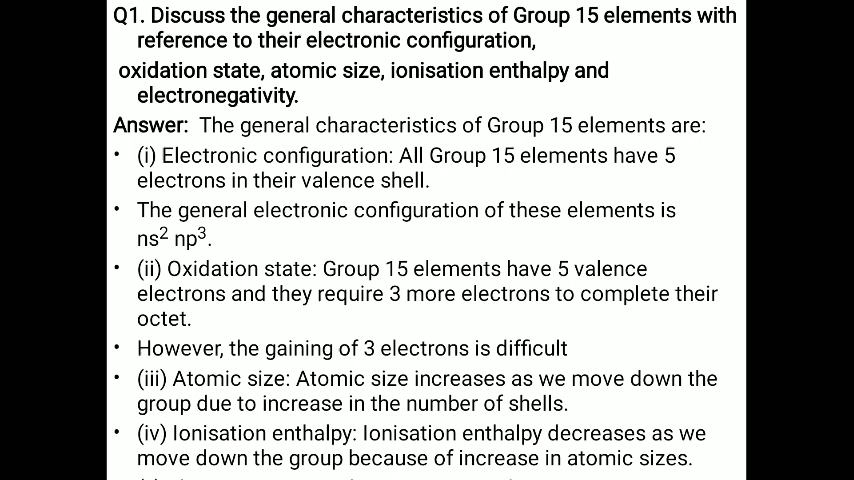 Q1. Discuss the general characteristics of Group 15 elements with
reference to their electronic configuration,
oxidation state, atomic size, ionisation enthalpy and
electronegativity.
Answer: The general characteristics of Group 15 elements are:
• (i) Electronic configuration: All Group 15 elements have 5
electrons in their valence shell.
• The general electronic configuration of these elements is
ns² np³.
• (ii) Oxidation state: Group 15 elements have 5 valence
electrons and they require 3 more electrons to complete their
octet.
• However, the gaining of 3 electrons is difficult
• (iii) Atomic size: Atomic size increases as we move down the
group due to increase in the number of shells.
• (iv) Ionisation enthalpy: Ionisation enthalpy decreases as we
move down the group because of increase in atomic sizes.